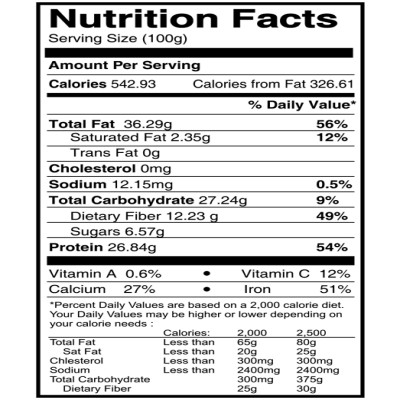 Nutrition Facts
Serving Size (100g)
Amount Per Serving
Calories 542.93 Calories from Fat 326.61
% Daily Value*
Total Fat 36.29g 56%
Saturated Fat 2.35g 12%
Trans Fat 0g
Cholesterol 0mg
Sodium 12.15mg 0.5%
Total Carbohydrate 27.24g 9%
Dietary Fiber 12.23 g 49%
Sugars 6.57g
Protein 26.84g 54%
Vitamin A 0.6% • Vitamin C 12%
Calcium 27% • Iron 51%
*Percent Daily Values are based on a 2,000 calorie diet.
Your Daily Values may be higher or lower depending on
your calorie needs :
Calories: 2,000 2,500
Total Fat Less than 65g 80g
Sat Fat Less than 20g 25g
Chlesterol Less than 300mg 300mg
Sodium Less than 2400mg 2400mg
Total Carbohydrate 300mg 375g
Dietary Fiber 25g 30g